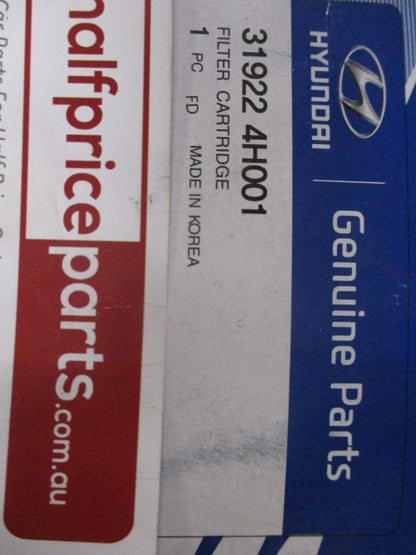 HYUNDAI
Genuine Parts
31922 4H001
FILTER CARTRIDGE
1 PC FD MADE IN KOREA
halfpriceparts.com.au